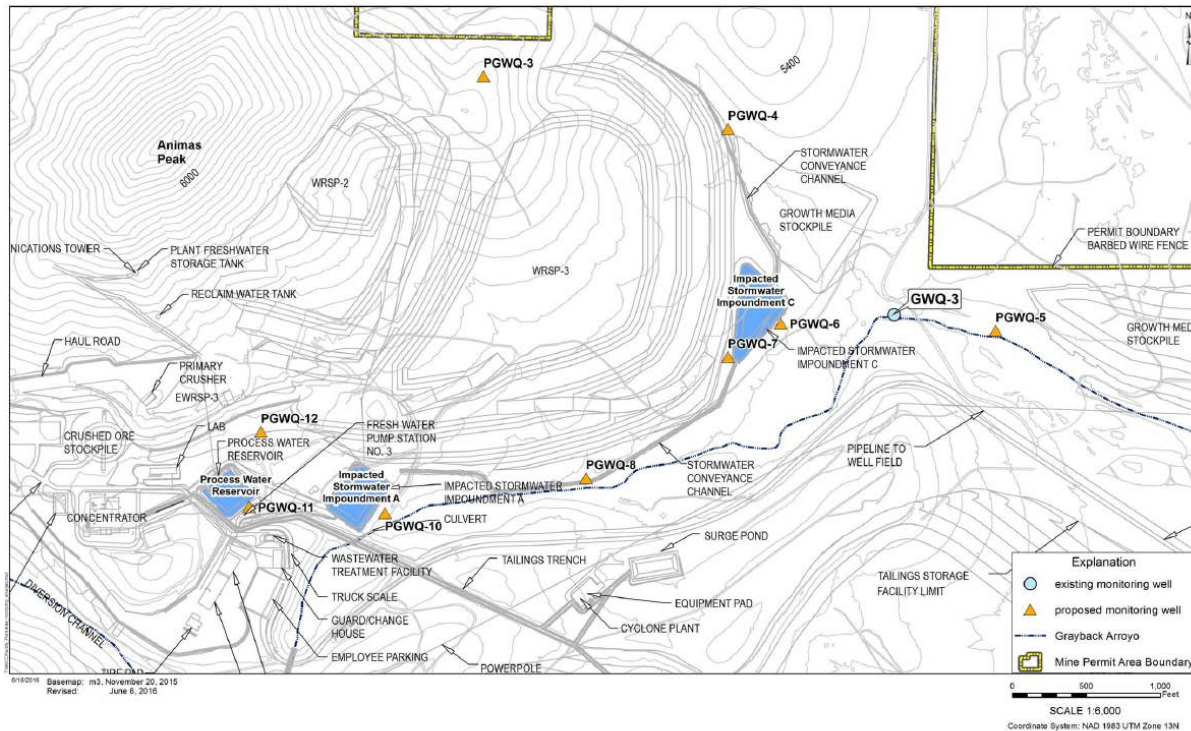 N
PGWQ-3
5400
PGWQ-4
Animas
Peak
6000
STORMWATER
CONVEYANCE
CHANNEL
WRSP-2
GROWTH MEDIA
STOCKPILE
PERMIT BOUNDARY
BARBED WIRE FENCE
NICATIONS TOWER
PLANT FRESHWATER
STORAGE TANK
WRSP-3
Impacted
Stormwater
Impoundment C
RECLAIM WATER TANK
GWQ-3
PGWQ-6
PGWQ-5
GROWTH MED
STOCKPILE
HAUL ROAD
PGWQ-7
IMPACTED STORMWATER
IMPOUNDMENT C
PRIMARY
CRUSHER
EWRSP-3
PGWQ-12
FRESH WATER
PUMP STATION
NO. 3
LAB
CRUSHED ORE
STOCKPILE
PROCESS WATER
RESERVOIR
PIPELINE TO
WELL FIELD
PGWQ-8
STORMWATER
CONVEYANCE
CHANNEL
Process Water
Reservoir
Impacted
Stormwater
Impoundment A
IMPACTED STORMWATER
IMPOUNDMENT A
CONCENTRATOR
PGWQ-11
PGWQ-10
CULVERT
SURGE POND
WASTEWATER
TREATMENT FACILITY
TAILINGS TRENCH
TRUCK SCALE
TAILINGS STORAGE
FACILITY LIMIT
DIVERSION CHANNEL
GUARD/CHANGE
HOUSE
EQUIPMENT PAD
CYCLONE PLANT
EMPLOYEE PARKING
POWERPOLE
Explanation
existing monitoring well
proposed monitoring well
Grayback Arroyo
Mine Permit Area Boundary
6/18/2016 Basemap: m3, November 20, 2015
Revised: June 6, 2016
0 500 1,000
Feet
SCALE 1:6,000
Coordinate System: NAD 1983 UTM Zone 13N